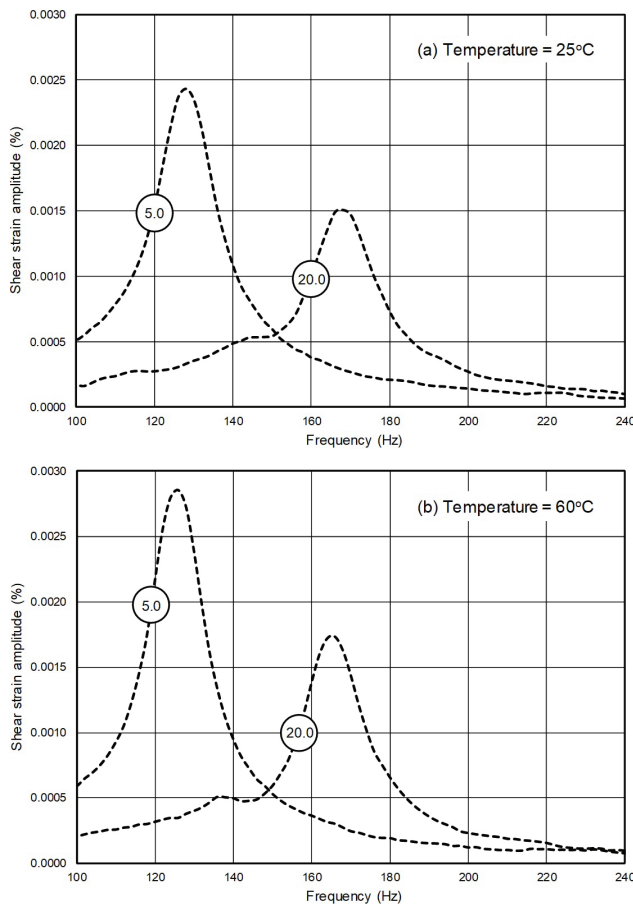 0.0030
(a) Temperature = 25°C
0.0025
0.0020
0.0015
0.0010
0.0005
0.0000
Shear strain amplitude (%)
5.0
20.0
100 120 140 160 180 200 220 240
Frequency (Hz)
0.0030
(b) Temperature = 60°C
0.0025
0.0020
0.0015
0.0010
0.0005
0.0000
Shear strain amplitude (%)
5.0
20.0
100 120 140 160 180 200 220 240
Frequency (Hz)